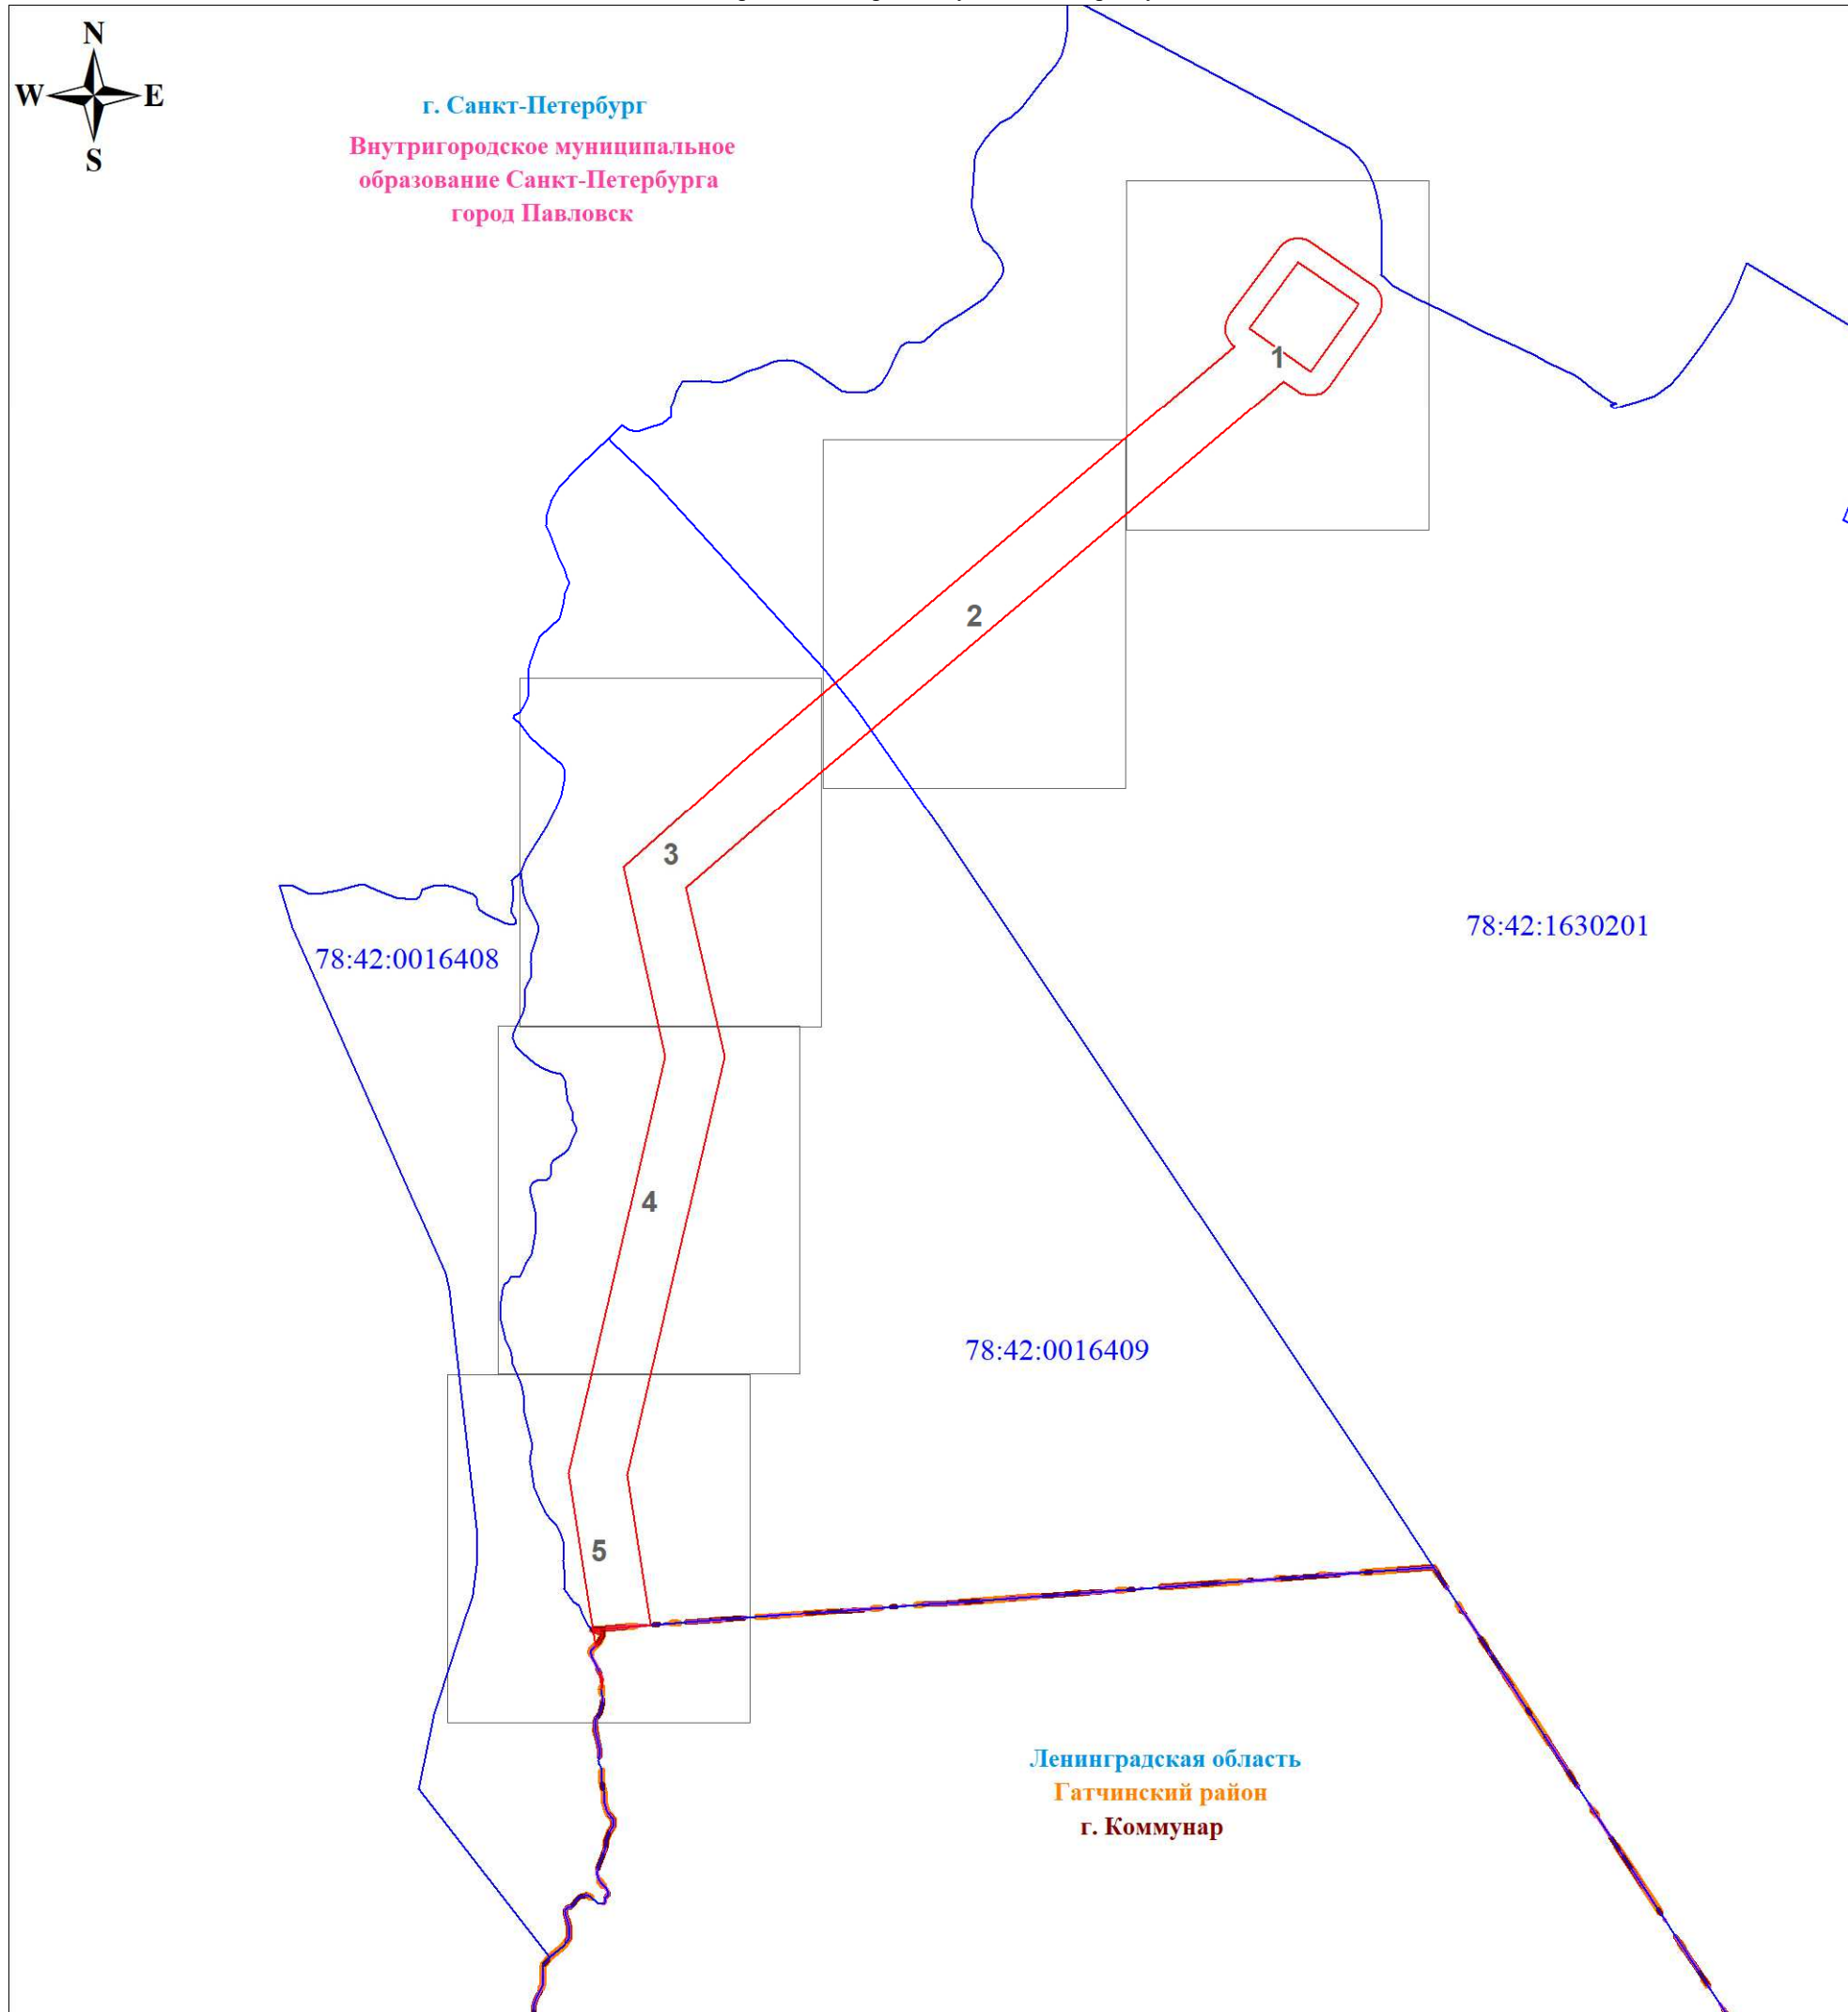 N
W E
S
г. Санкт-Петербург
Внутригородское муниципальное
образование Санкт-Петербурга
город Павловск
1
2
3
78:42:1630201
78:42:0016408
4
78:42:0016409
5
Ленинградская область
Гатчинский район
г. Коммунар